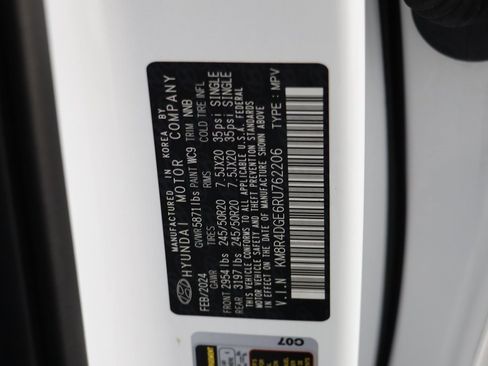 MANUFACTURED IN KOREA BY
HYUNDAI MOTOR COMPANY
GVWR 5871 lbs PAINT WC9 TRIM NNB
FEB/2024 GAWR TIRES RIMS COLD TIRE INFL
FRONT 2954 lbs 245/50R20 7.5JX20 35psi SINGLE
REAR 3197 lbs 245/50R20 7.5JX20 35psi SINGLE
THIS VEHICLE CONFORMS TO ALL APPLICABLE U.S.A. FEDERAL
MOTOR VEHICLE SAFETY AND THEFT PREVENTION STANDARDS
IN EFFECT ON THE DATE OF MANUFACTURE SHOWN ABOVE.
V.I.N : KM8R4DGE6RU762206 TYPE : MPV
C07